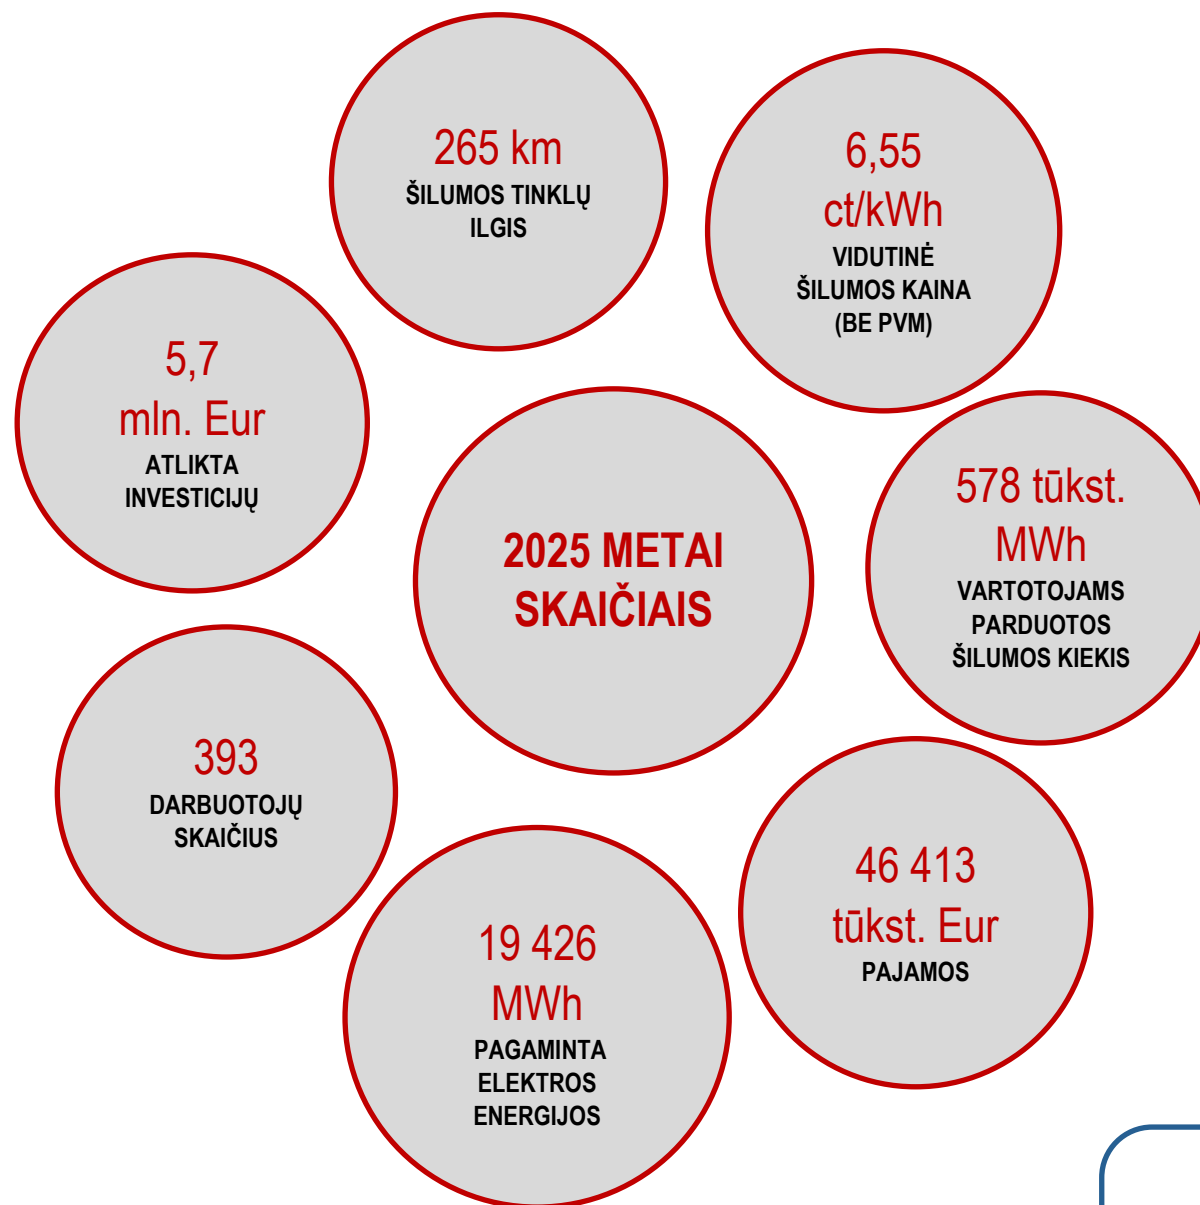 265 km
ŠILUMOS TINKLŲ
ILGIS
6,55
ct/kWh
VIDUTINĖ
ŠILUMOS KAINA
(BE PVM)
5,7
mln. Eur
ATLIKTA
INVESTICIJŲ
2025 METAI
SKAIČIAIS
578 tūkst.
MWh
VARTOTOJAMS
PARDUOTOS
ŠILUMOS KIEKIS
393
DARBUOTOJŲ
SKAIČIUS
19 426
MWh
PAGAMINTA
ELEKTROS
ENERGIJOS
46 413
tūkst. Eur
PAJAMOS